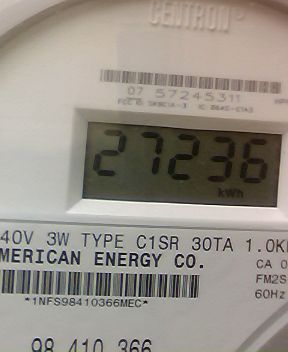 CENTRON®
07 57245311
27236
kWh
40V 3W TYPE C1SR 30TA 1.0K
MERICAN ENERGY CO.
CA 0
FM2S
60Hz
*1NFS98410366MEC*
98 410 366